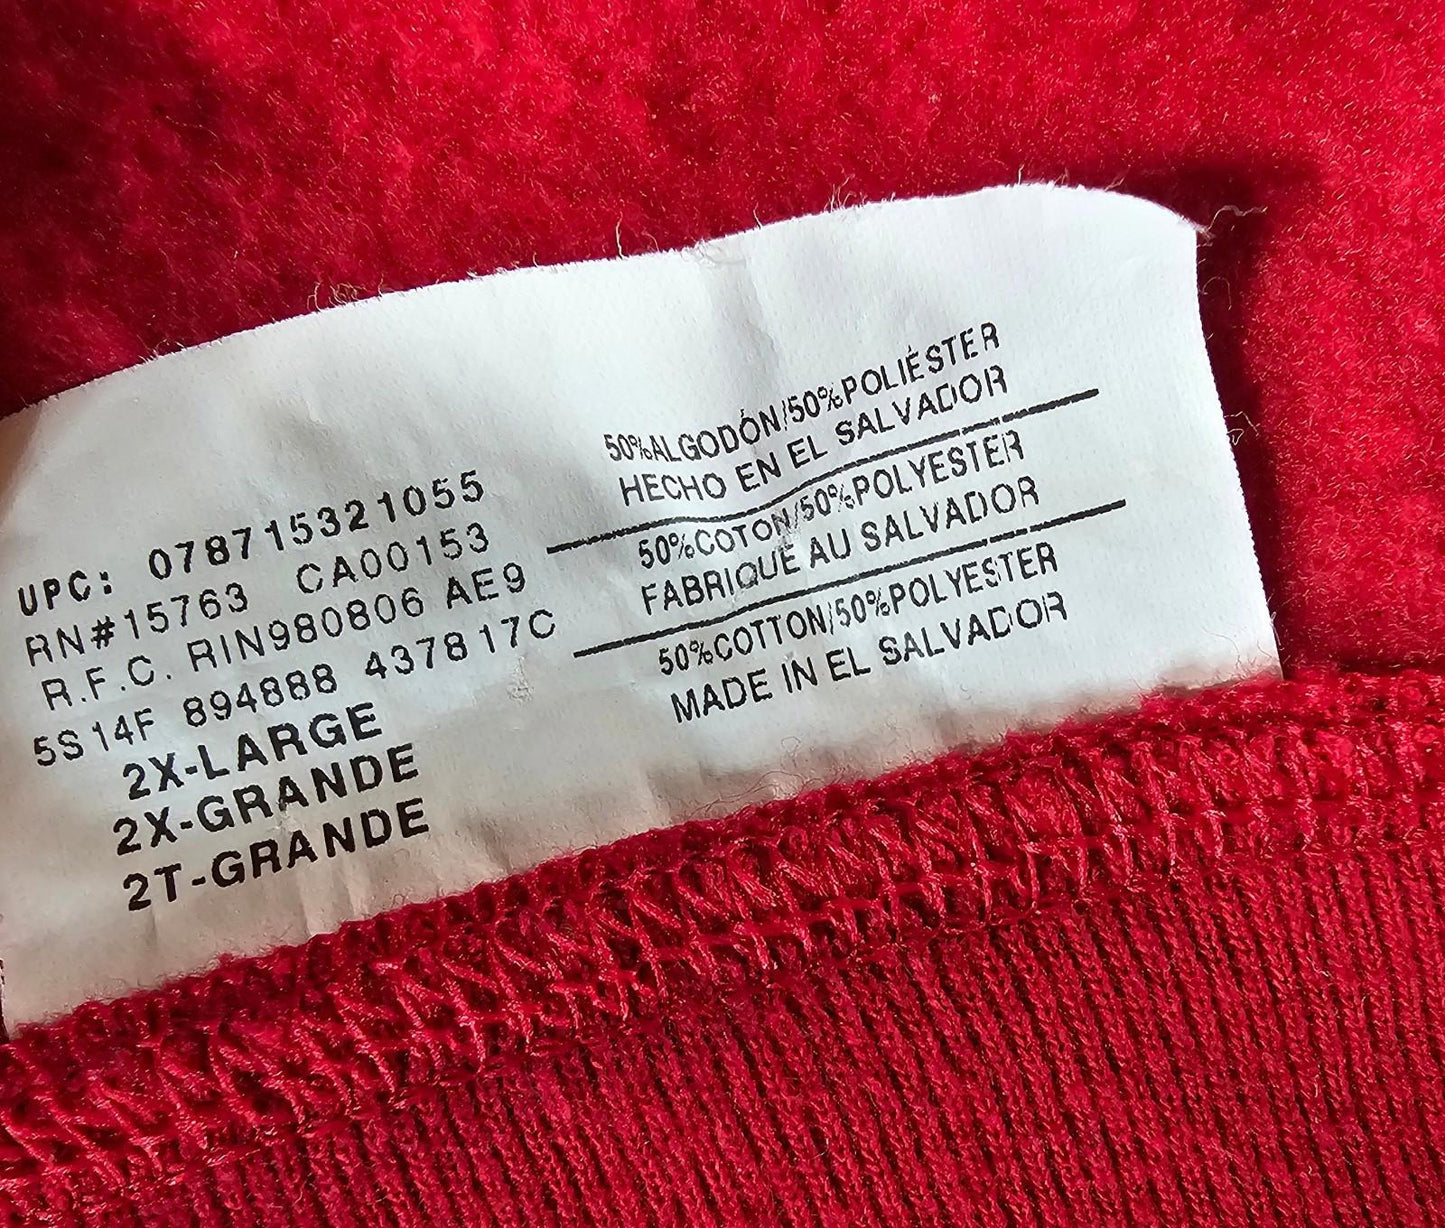 UPC: 078715321055
RN#15763 CA00153
R.F.C. RIN980806 AE9
5S14F 894888 437817C
2X-LARGE
2X-GRANDE
2T-GRANDE
50%ALGODÓN/50%POLIÉSTER
HECHO EN EL SALVADOR
50%COTON/50%POLYESTER
FABRIQUÉ AU SALVADOR
50%COTTON/50%POLYESTER
MADE IN EL SALVADOR